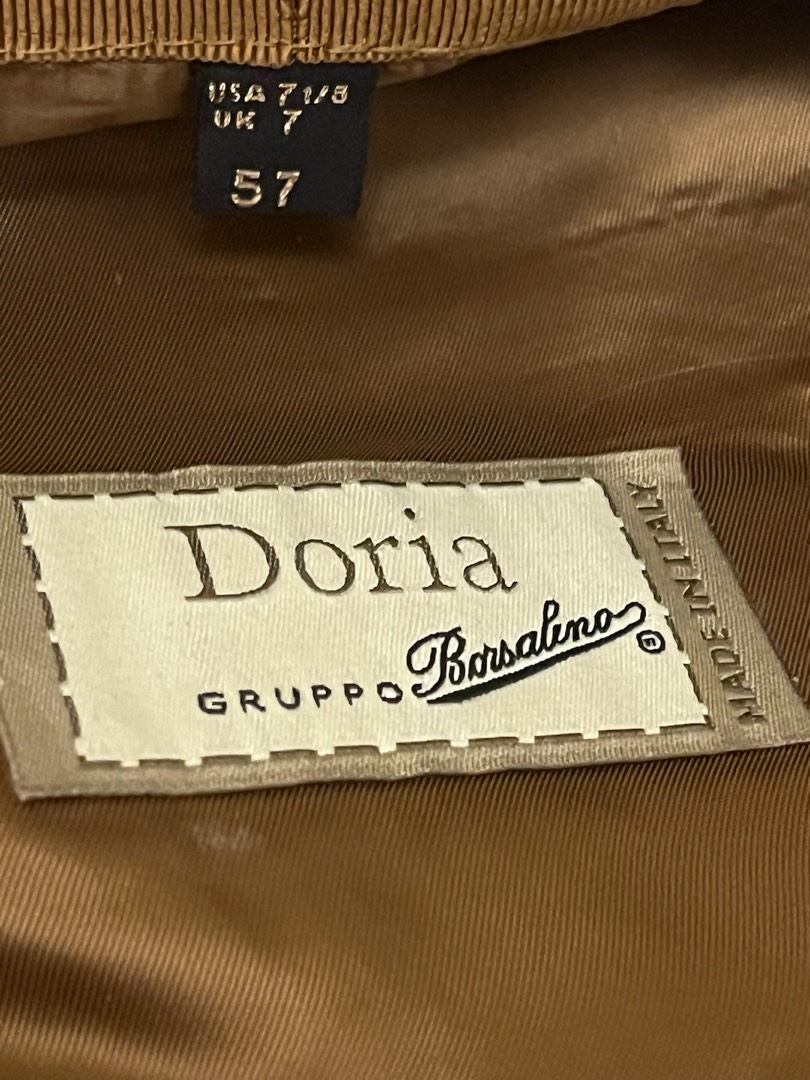 USA 7 1/8
UK 7
57
Doria
GRUPPO Borsalino ®
MADE IN ITALY